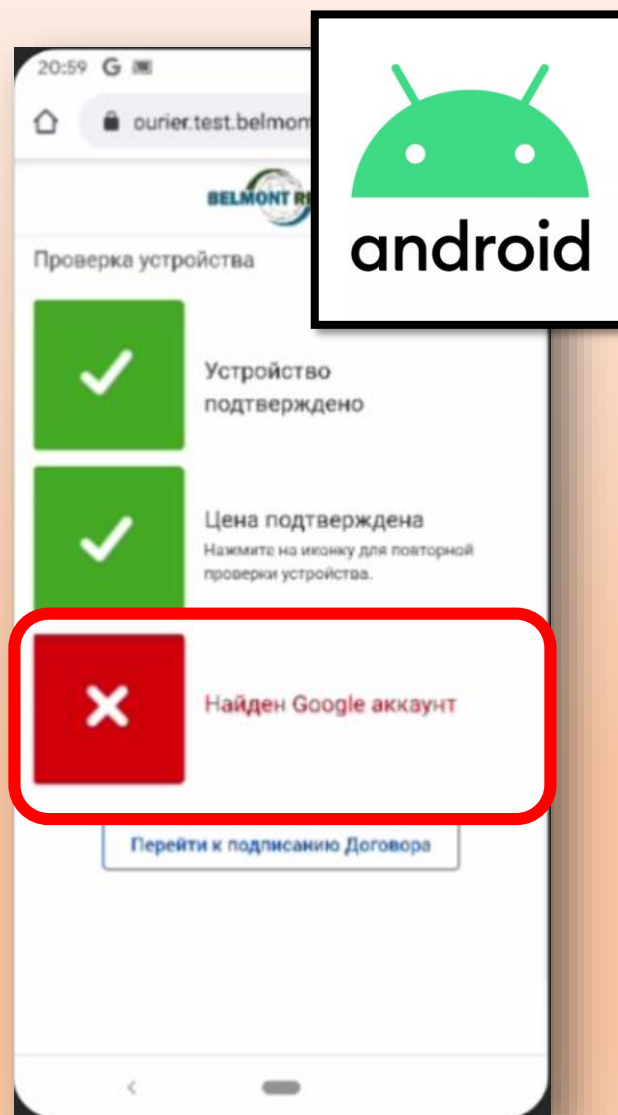 20:59 G
ourier.test.belmon
BELMONT R
android
Проверка устройства
Устройство
подтверждено
Цена подтверждена
Нажмите на иконку для повторной
проверки устройства.
Найден Google аккаунт
Перейти к подписанию Договора